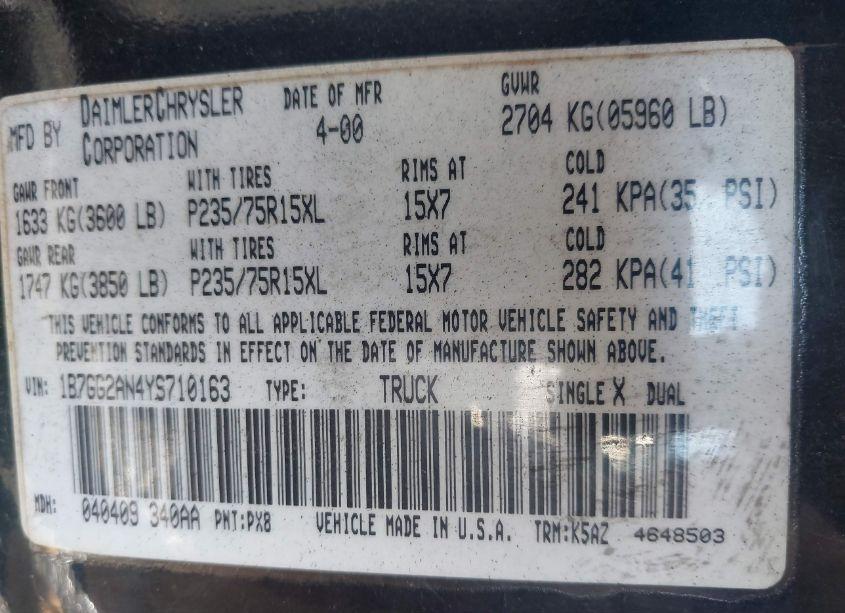 MFD BY DAIMLERCHRYSLER CORPORATION DATE OF MFR 4-00 GVWR 2704 KG(05960 LB)
GAWR FRONT WITH TIRES RIMS AT COLD
1633 KG(3600 LB) P235/75R15XL 15X7 241 KPA(35 PSI)
GAWR REAR WITH TIRES RIMS AT COLD
1747 KG(3850 LB) P235/75R15XL 15X7 282 KPA(41 PSI)
THIS VEHICLE CONFORMS TO ALL APPLICABLE FEDERAL MOTOR VEHICLE SAFETY AND THEFT
PREVENTION STANDARDS IN EFFECT ON THE DATE OF MANUFACTURE SHOWN ABOVE.
VIN: 1B7GG2AN4YS710163 TYPE: TRUCK SINGLE X DUAL
MDH: 040409 340AA PNT:PX8 VEHICLE MADE IN U.S.A. TRM:K5AZ 4648503